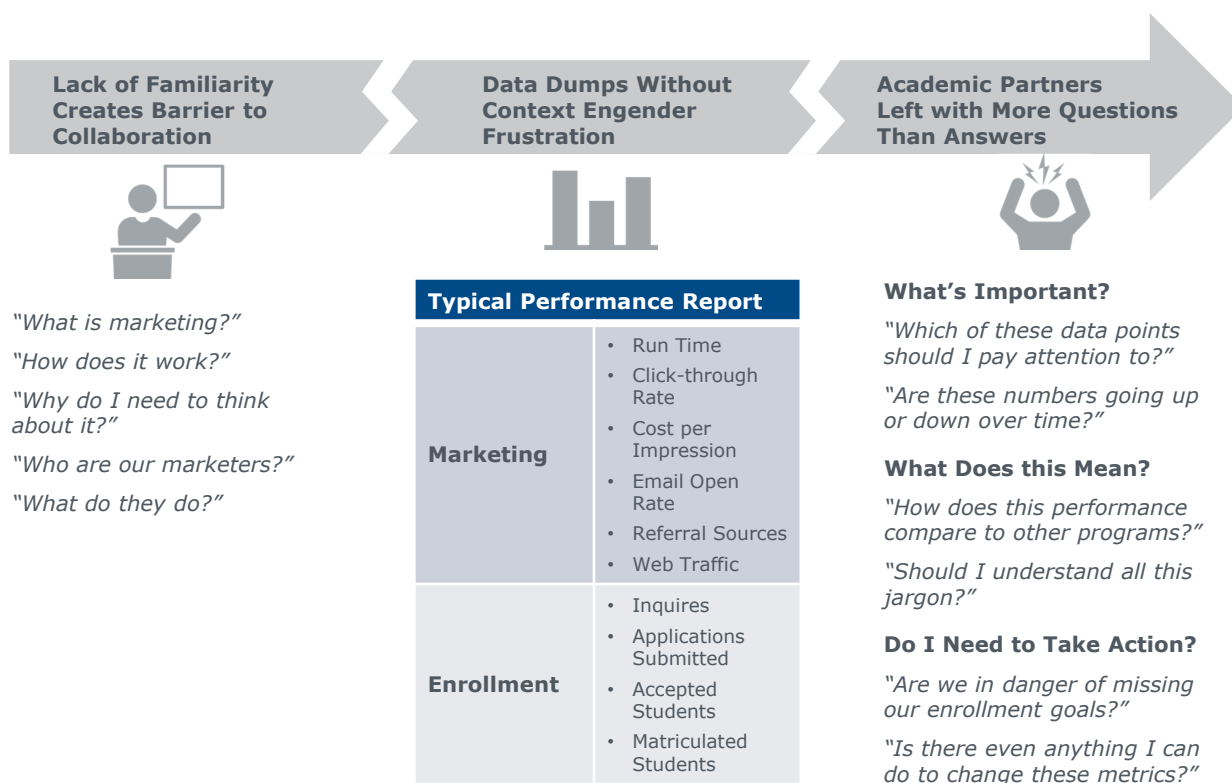 Lack of Familiarity
Creates Barrier to
Collaboration
Data Dumps Without
Context Engender
Frustration
Academic Partners
Left with More Questions
Than Answers
“What is marketing?”
“How does it work?”
“Why do I need to think
about it?”
“Who are our marketers?”
“What do they do?”
Typical Performance Report
Marketing
• Run Time
• Click-through
Rate
• Cost per
Impression
• Email Open
Rate
• Referral Sources
• Web Traffic
Enrollment
• Inquires
• Applications
Submitted
• Accepted
Students
• Matriculated
Students
What’s Important?
“Which of these data points
should I pay attention to?”
“Are these numbers going up
or down over time?”
What Does this Mean?
“How does this performance
compare to other programs?”
“Should I understand all this
jargon?”
Do I Need to Take Action?
“Are we in danger of missing
our enrollment goals?”
“Is there even anything I can
do to change these metrics?”